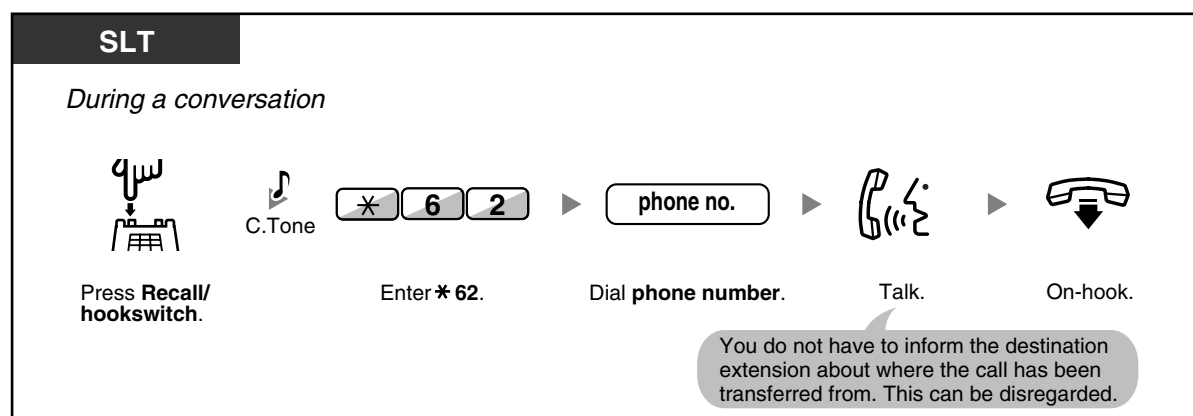 SLT
During a conversation
C.Tone
* 6 2
phone no.
Press Recall/
hookswitch.
Enter * 62.
Dial phone number.
Talk.
On-hook.
You do not have to inform the destination
extension about where the call has been
transferred from. This can be disregarded.